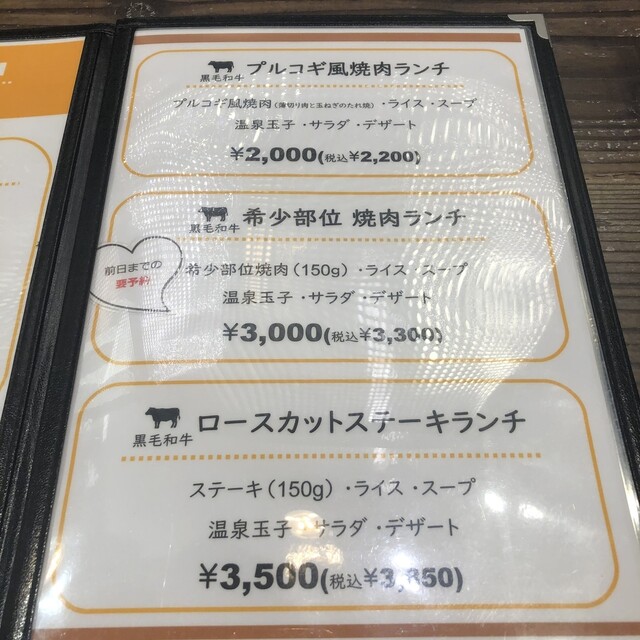 黒毛和牛 プルコギ風焼肉ランチ
プルコギ風焼肉(薄切り肉と玉ねぎのたれ焼)・ライス・スープ
温泉玉子・サラダ・デザート
¥2,000(税込¥2,200)
黒毛和牛 希少部位 焼肉ランチ
前日までの
要予約
希少部位焼肉(150g)・ライス・スープ
温泉玉子・サラダ・デザート
¥3,000(税込¥3,300)
黒毛和牛 ロースカットステーキランチ
ステーキ(150g)・ライス・スープ
温泉玉子・サラダ・デザート
¥3,500(税込¥3,850)